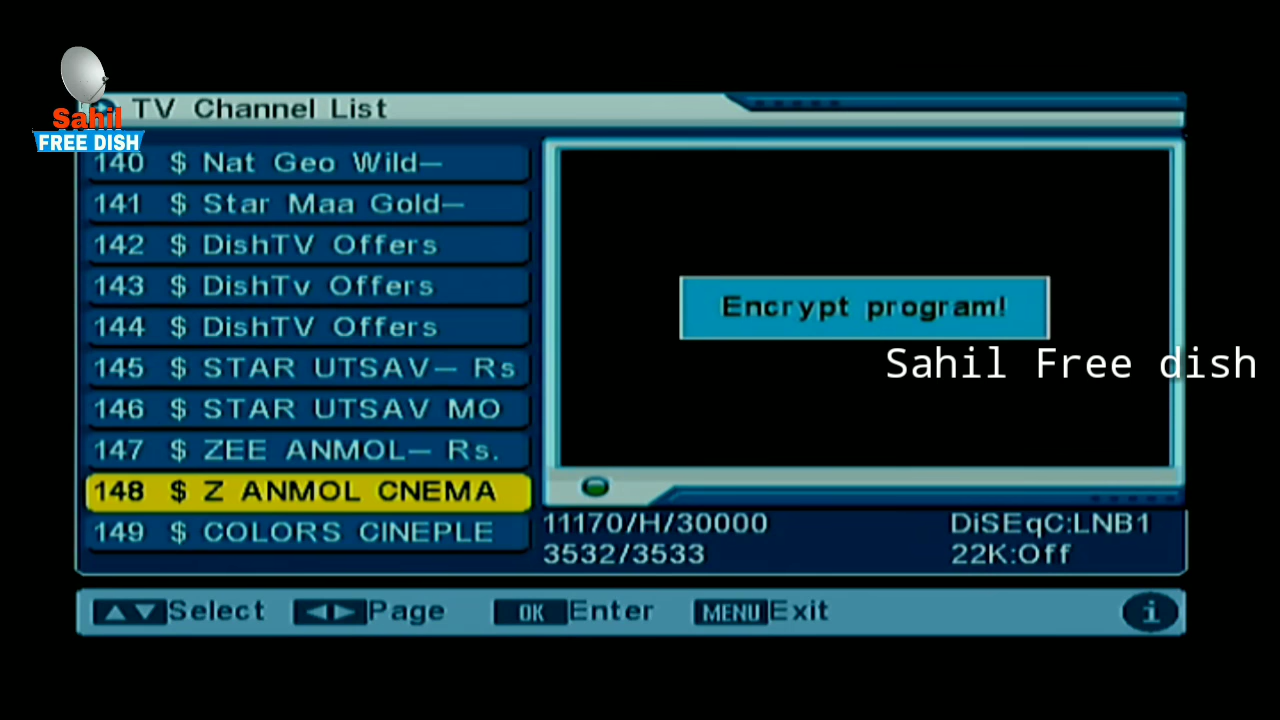 TV Channel List
Sahil
FREE DISH
140 $ Nat Geo Wild—
141 $ Star Maa Gold—
142 $ DishTV Offers
143 $ DishTv Offers
144 $ DishTV Offers
145 $ STAR UTSAV— Rs
146 $ STAR UTSAV MO
147 $ ZEE ANMOL— Rs.
148 $ Z ANMOL CNEMA
149 $ COLORS CINEPLE
Encrypt program!
Sahil Free dish
11170/H/30000 DiSEqC:LNB1
3532/3533 22K:Off
Select Page OK Enter MENU Exit i